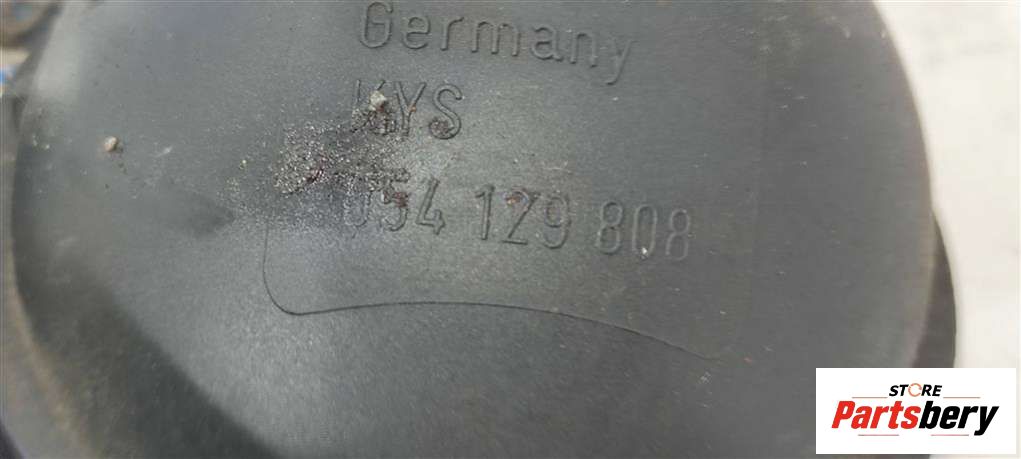 Germany
KYS
054 129 808
STORE
Partsbery